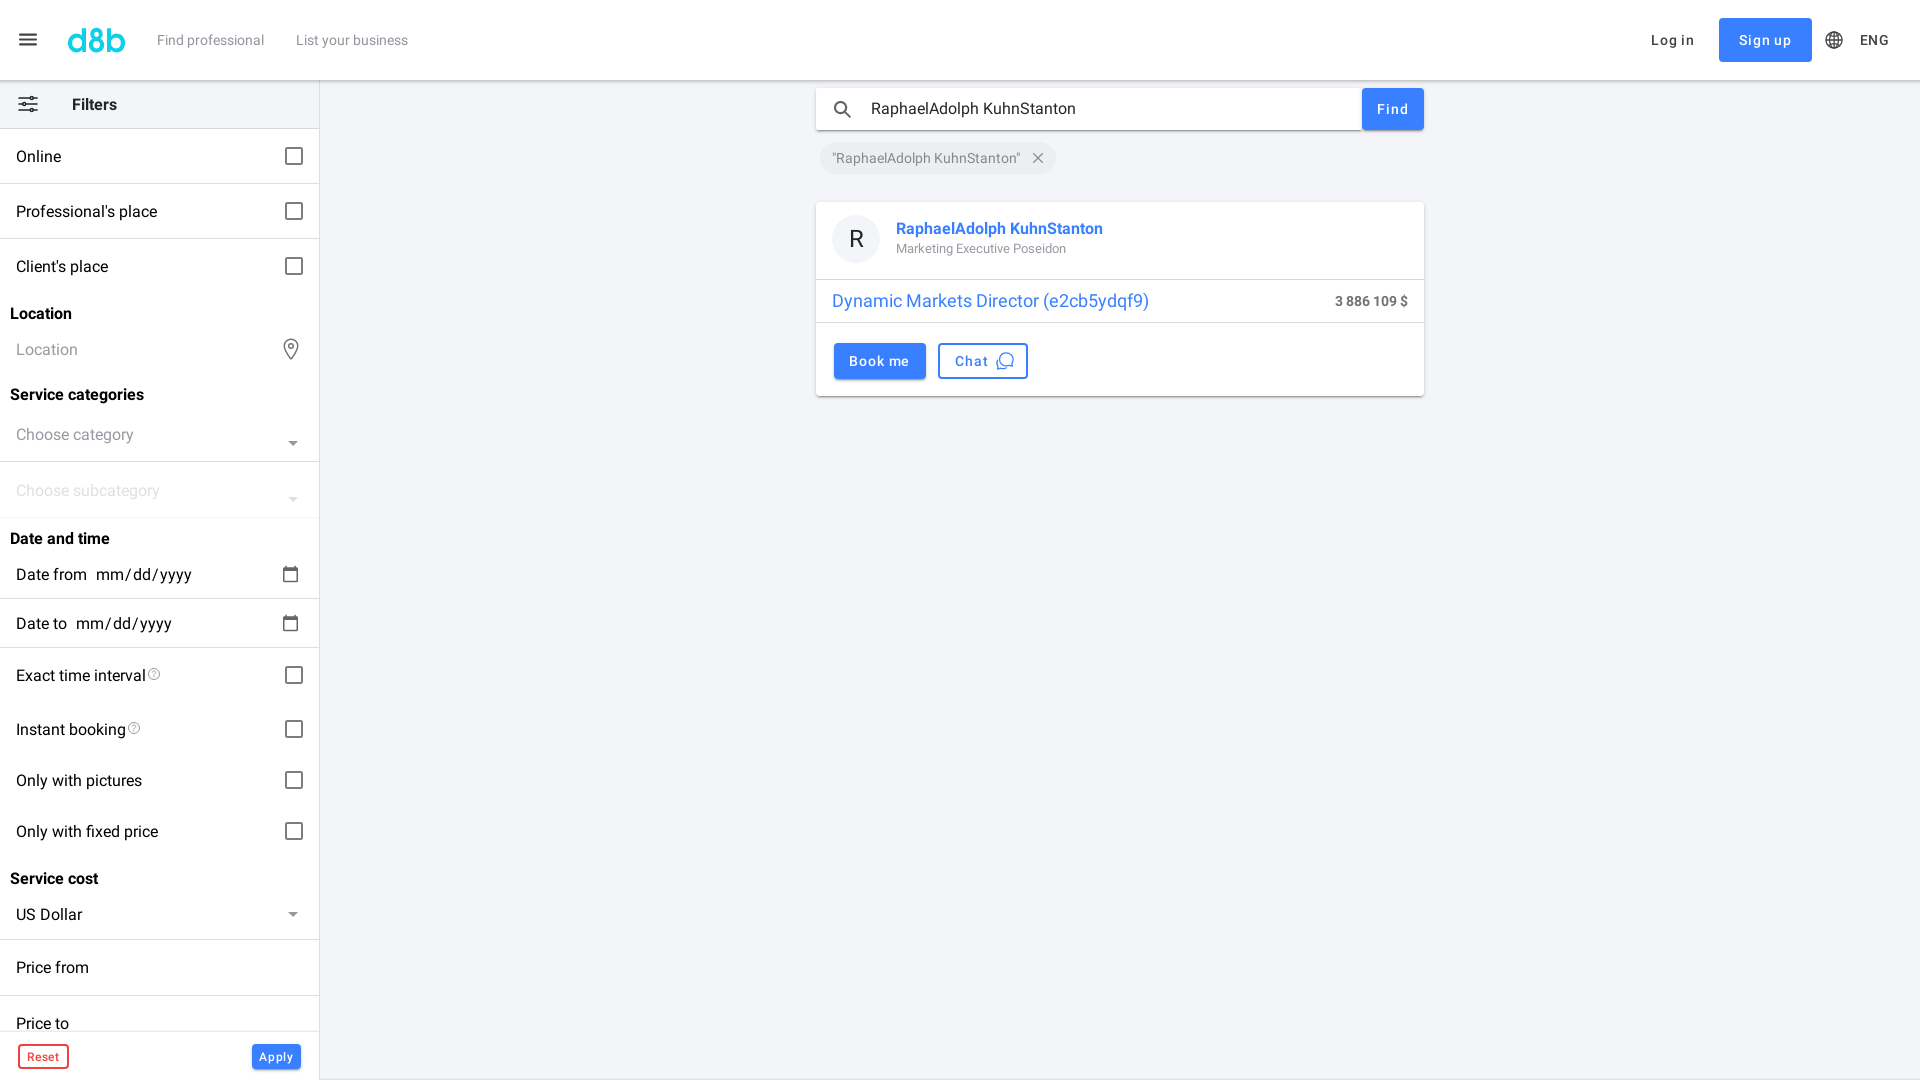 d8b
Find professional
List your business
Log in
Sign up
ENG
Filters
Online
Professional's place
Client's place
Location
Location
Service categories
Choose category
Choose subcategory
Date and time
Date from mm/dd/yyyy
Date to mm/dd/yyyy
Exact time interval
Instant booking
Only with pictures
Only with fixed price
Service cost
US Dollar
Price from
Price to
Reset
Apply
RaphaelAdolph KuhnStanton
Find
"RaphaelAdolph KuhnStanton"
R
RaphaelAdolph KuhnStanton
Marketing Executive Poseidon
Dynamic Markets Director (e2cb5ydqf9)
3 886 109 $
Book me
Chat